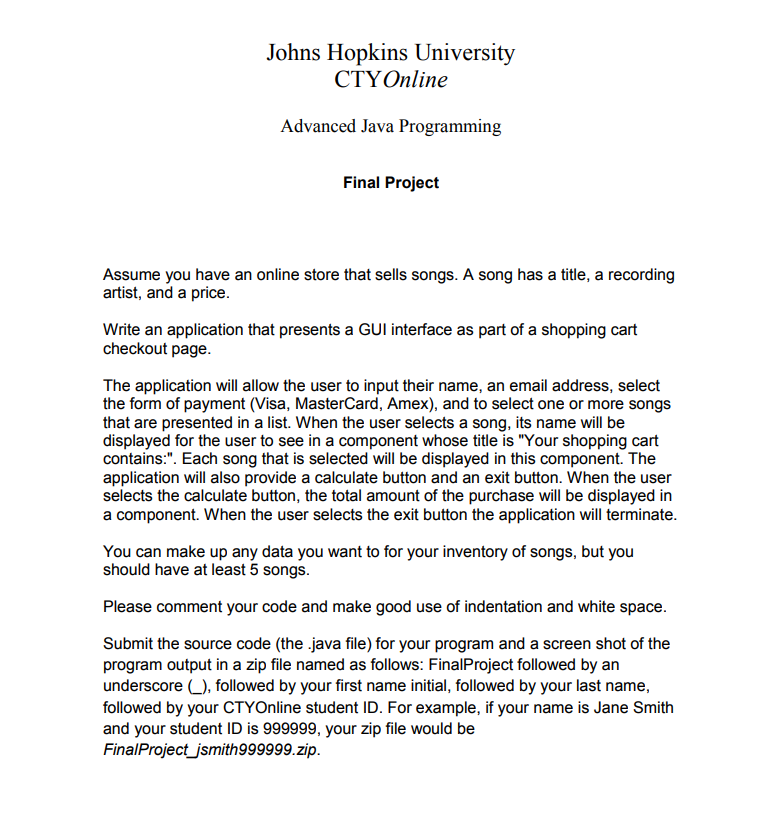 Johns Hopkins University
CTYOnline
Advanced Java Programming
Final Project
Assume you have an online store that sells songs. A song has a title, a recording
artist, and a price.
Write an application that presents a GUI interface as part of a shopping cart
checkout page.
The application will allow the user to input their name, an email address, select
the form of payment (Visa, MasterCard, Amex), and to select one or more songs
that are presented in a list. When the user selects a song, its name will be
displayed for the user to see in a component whose title is "Your shopping cart
contains:". Each song that is selected will be displayed in this component. The
application will also provide a calculate button and an exit button. When the user
selects the calculate button, the total amount of the purchase will be displayed in
a component. When the user selects the exit button the application will terminate.
You can make up any data you want to for your inventory of songs, but you
should have at least 5 songs.
Please comment your code and make good use of indentation and white space.
Submit the source code (the .java file) for your program and a screen shot of the
program output in a zip file named as follows: FinalProject followed by an
underscore (_), followed by your first name initial, followed by your last name,
followed by your CTYOnline student ID. For example, if your name is Jane Smith
and your student ID is 999999, your zip file would be
FinalProject_jsmith999999.zip.